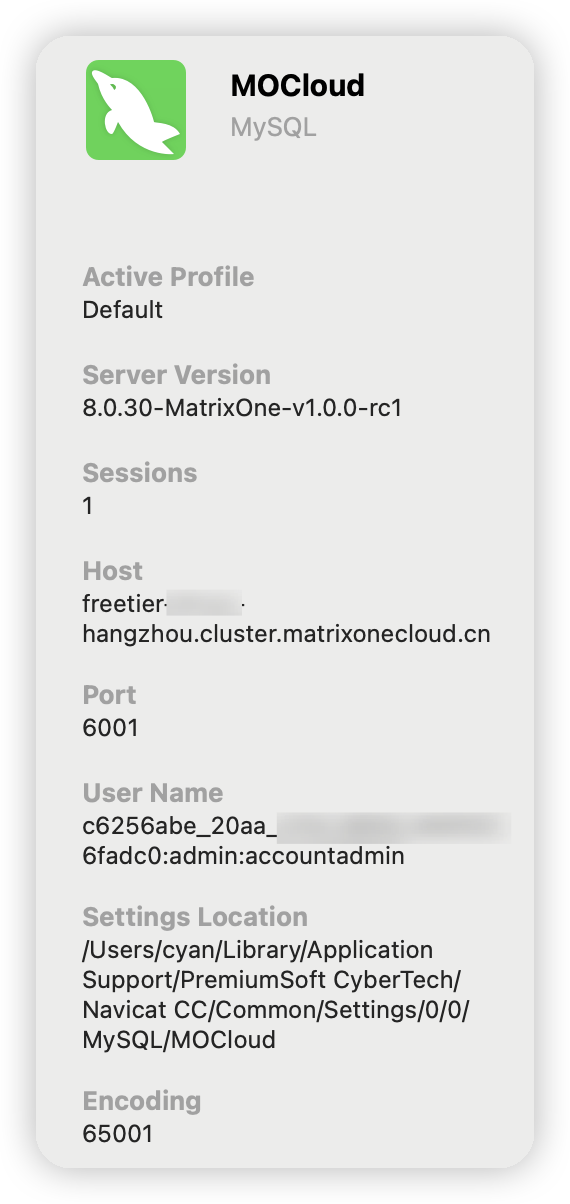 MOCloud
MySQL
Active Profile
Default
Server Version
8.0.30-MatrixOne-v1.0.0-rc1
Sessions
1
Host
freetier- -
hangzhou.cluster.matrixonecloud.cn
Port
6001
User Name
c6256abe_20aa_
6fadc0:admin:accountadmin
Settings Location
/Users/cyan/Library/Application
Support/PremiumSoft CyberTech/
Navicat CC/Common/Settings/0/0/
MySQL/MOCloud
Encoding
65001